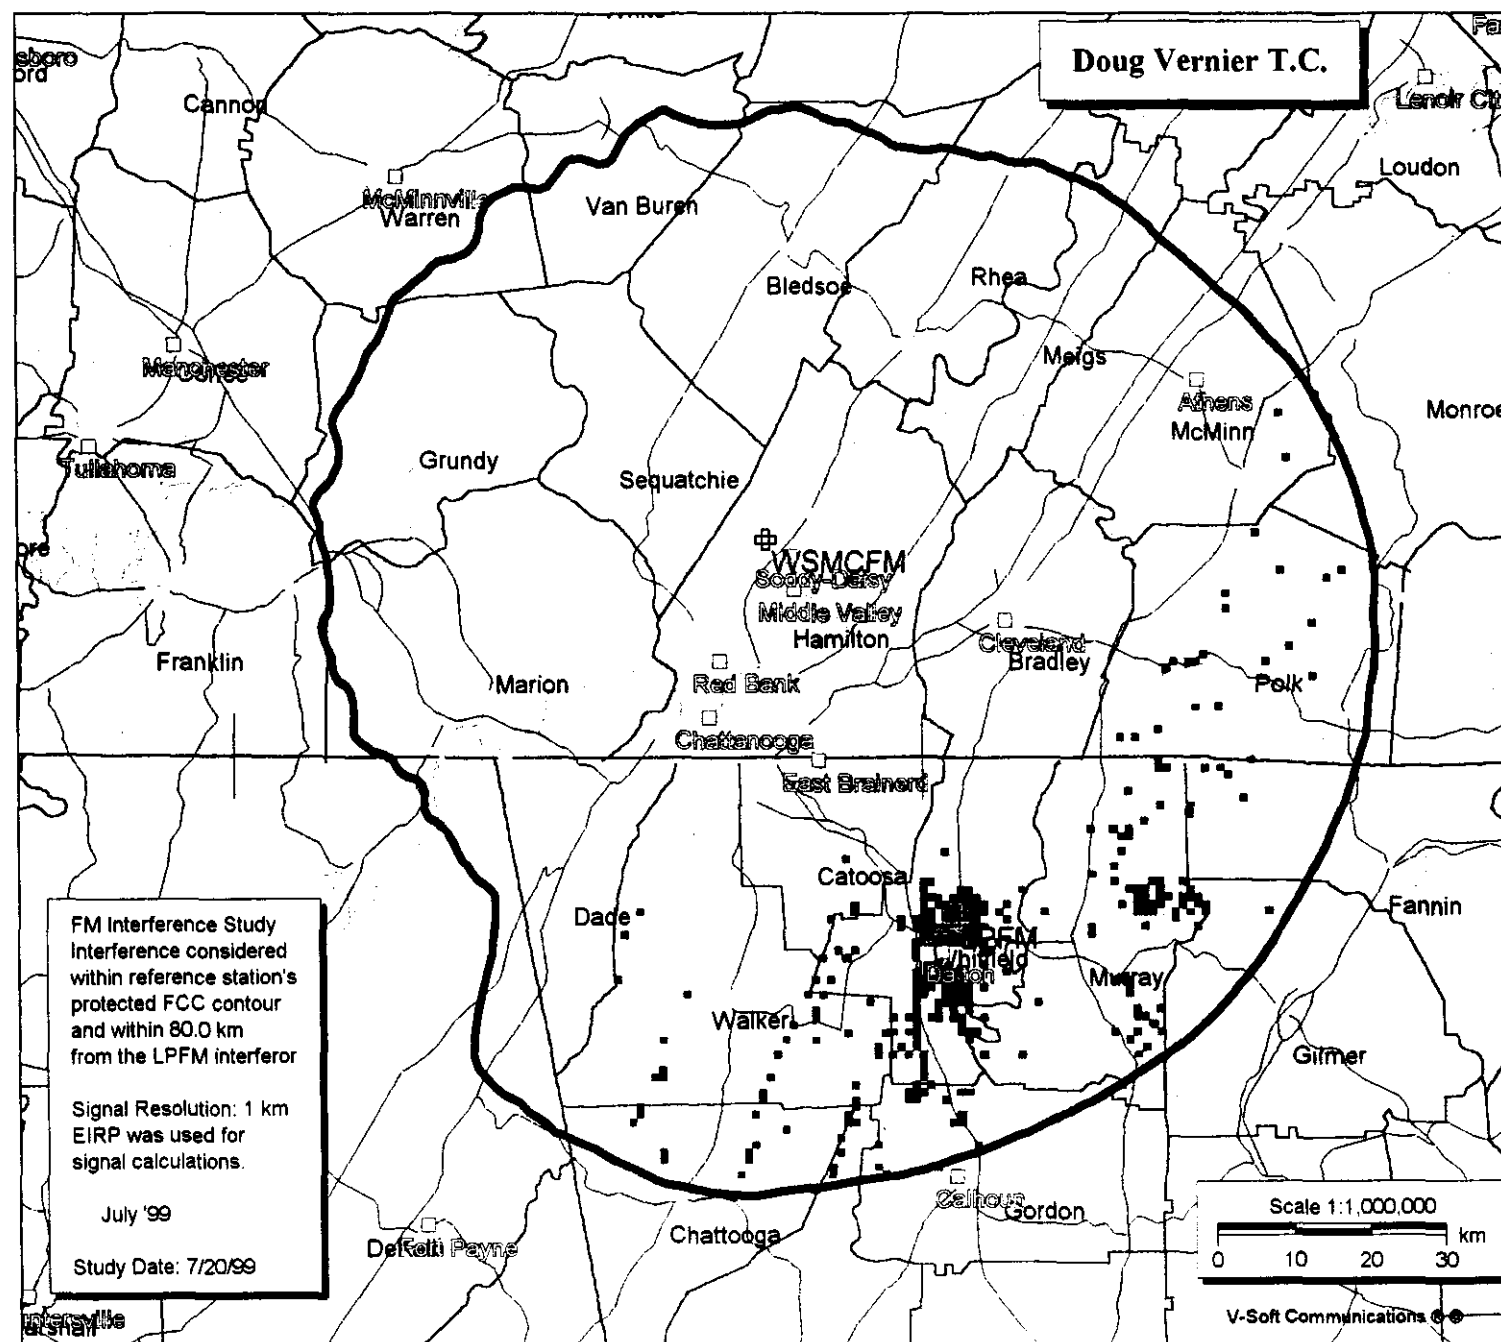 Doug Vernier T.C.
Lenoir
Cannon
Loudon
McMinnville
Warren
Van Buren
Bledsoe
Rhea
Meigs
Manchester
Athens
McMinn
Monroe
Grundy
Tullahoma
Sequatchie
WSMCFM
Soddy-Daisy
Middle Valley
Hamilton
Cleveland
Bradley
Franklin
Marion
Red Bank
Polk
Chattanooga
East Brainerd
Catoosa
Dade
Fannin
Murray
Walker
Gilmer
FM Interference Study
Interference considered
within reference station's
protected FCC contour
and within 80.0 km
from the LPFM interferor
Signal Resolution: 1 km
EIRP was used for
signal calculations.
July '99
Study Date: 7/20/99
Calhoun
Gordon
Chattooga
Payne
Scale 1:1,000,000
km
0 10 20 30
V-Soft Communications ®